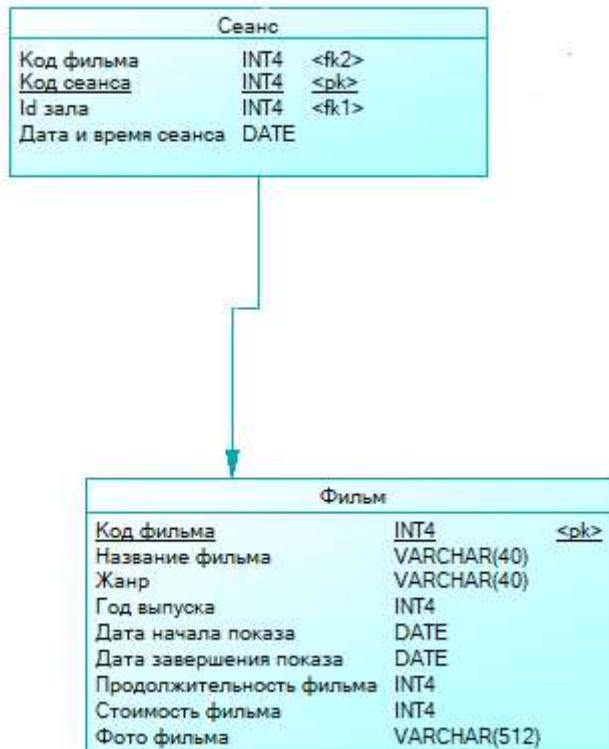 Сеанс
Код фильма INT4 <fk2>
Код сеанса INT4 <pk>
Id зала INT4 <fk1>
Дата и время сеанса DATE
Фильм
Код фильма INT4 <pk>
Название фильма VARCHAR(40)
Жанр VARCHAR(40)
Год выпуска INT4
Дата начала показа DATE
Дата завершения показа DATE
Продолжительность фильма INT4
Стоимость фильма INT4
Фото фильма VARCHAR(512)